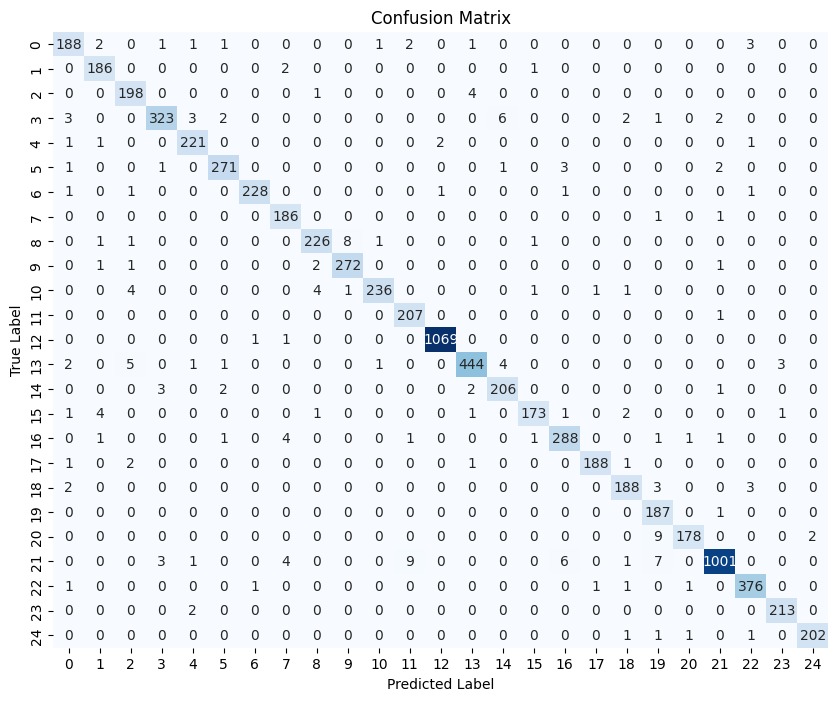 Confusion Matrix
0 188 2 0 1 1 1 0 0 0 0 1 2 0 1 0 0 0 0 0 0 0 0 3 0 0
1 0 186 0 0 0 0 0 2 0 0 0 0 0 0 0 1 0 0 0 0 0 0 0 0 0
2 0 0 198 0 0 0 0 0 1 0 0 0 0 4 0 0 0 0 0 0 0 0 0 0 0
3 3 0 0 323 3 2 0 0 0 0 0 0 0 0 6 0 0 0 2 1 0 2 0 0 0
4 1 1 0 0 221 0 0 0 0 0 0 0 2 0 0 0 0 0 0 0 0 0 1 0 0
5 1 0 0 1 0 271 0 0 0 0 0 0 0 0 1 0 3 0 0 0 0 2 0 0 0
6 1 0 1 0 0 0 228 0 0 0 0 0 1 0 0 0 1 0 0 0 0 0 1 0 0
7 0 0 0 0 0 0 0 186 0 0 0 0 0 0 0 0 0 0 0 1 0 1 0 0 0
8 0 1 1 0 0 0 0 0 226 8 1 0 0 0 0 1 0 0 0 0 0 0 0 0 0
9 0 1 1 0 0 0 0 0 2 272 0 0 0 0 0 0 0 0 0 0 0 1 0 0 0
10 0 0 4 0 0 0 0 0 4 1 236 0 0 0 0 1 0 1 1 0 0 0 0 0 0
11 0 0 0 0 0 0 0 0 0 0 0 207 0 0 0 0 0 0 0 0 0 1 0 0 0
12 0 0 0 0 0 0 1 1 0 0 0 0 1069 0 0 0 0 0 0 0 0 0 0 0 0
True Label
13 2 0 5 0 1 1 0 0 0 0 1 0 0 444 4 0 0 0 0 0 0 0 0 3 0
14 0 0 0 3 0 2 0 0 0 0 0 0 0 2 206 0 0 0 0 0 0 1 0 0 0
15 1 4 0 0 0 0 0 0 1 0 0 0 0 1 0 173 1 0 2 0 0 0 0 1 0
16 0 1 0 0 0 1 0 4 0 0 0 1 0 0 0 1 288 0 0 1 1 1 0 0 0
17 1 0 2 0 0 0 0 0 0 0 0 0 0 1 0 0 0 188 1 0 0 0 0 0 0
18 2 0 0 0 0 0 0 0 0 0 0 0 0 0 0 0 0 0 188 3 0 0 3 0 0
19 0 0 0 0 0 0 0 0 0 0 0 0 0 0 0 0 0 0 0 187 0 1 0 0 0
20 0 0 0 0 0 0 0 0 0 0 0 0 0 0 0 0 0 0 0 9 178 0 0 0 2
21 0 0 0 3 1 0 0 4 0 0 0 9 0 0 0 0 6 0 1 7 0 1001 0 0 0
22 1 0 0 0 0 0 1 0 0 0 0 0 0 0 0 0 0 1 1 0 1 0 376 0 0
23 0 0 0 0 2 0 0 0 0 0 0 0 0 0 0 0 0 0 0 0 0 0 0 213 0
24 0 0 0 0 0 0 0 0 0 0 0 0 0 0 0 0 0 0 1 1 1 0 1 0 202
0 1 2 3 4 5 6 7 8 9 10 11 12 13 14 15 16 17 18 19 20 21 22 23 24
Predicted Label